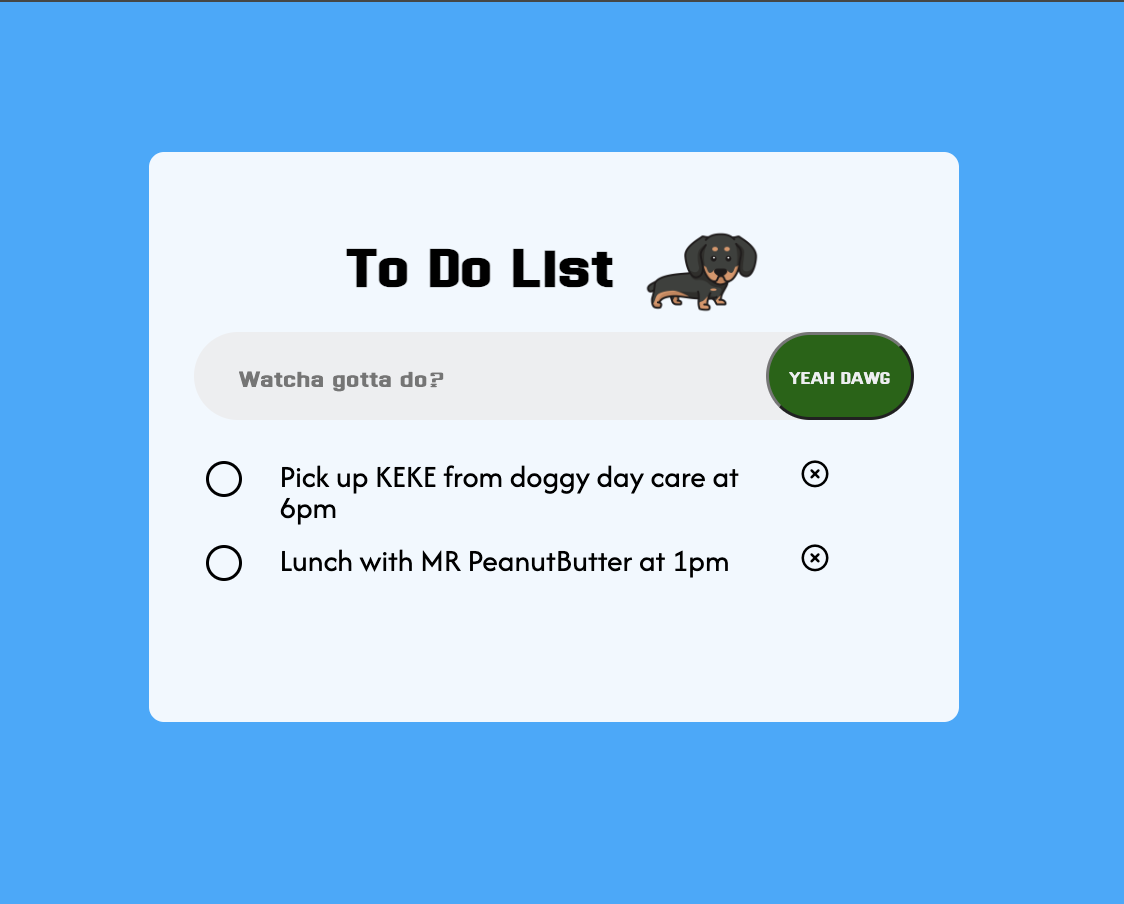 To Do List
Watcha gotta do?
YEAH DAWG
Pick up KEKE from doggy day care at
6pm
Lunch with MR PeanutButter at 1pm